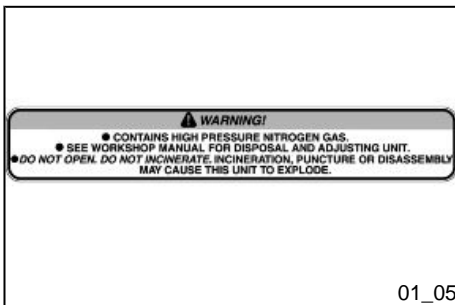 WARNING!
● CONTAINS HIGH PRESSURE NITROGEN GAS.
● SEE WORKSHOP MANUAL FOR DISPOSAL AND ADJUSTING UNIT.
● DO NOT OPEN. DO NOT INCINERATE. INCINERATION, PUNCTURE OR DISASSEMBLY
MAY CAUSE THIS UNIT TO EXPLODE.
01_05